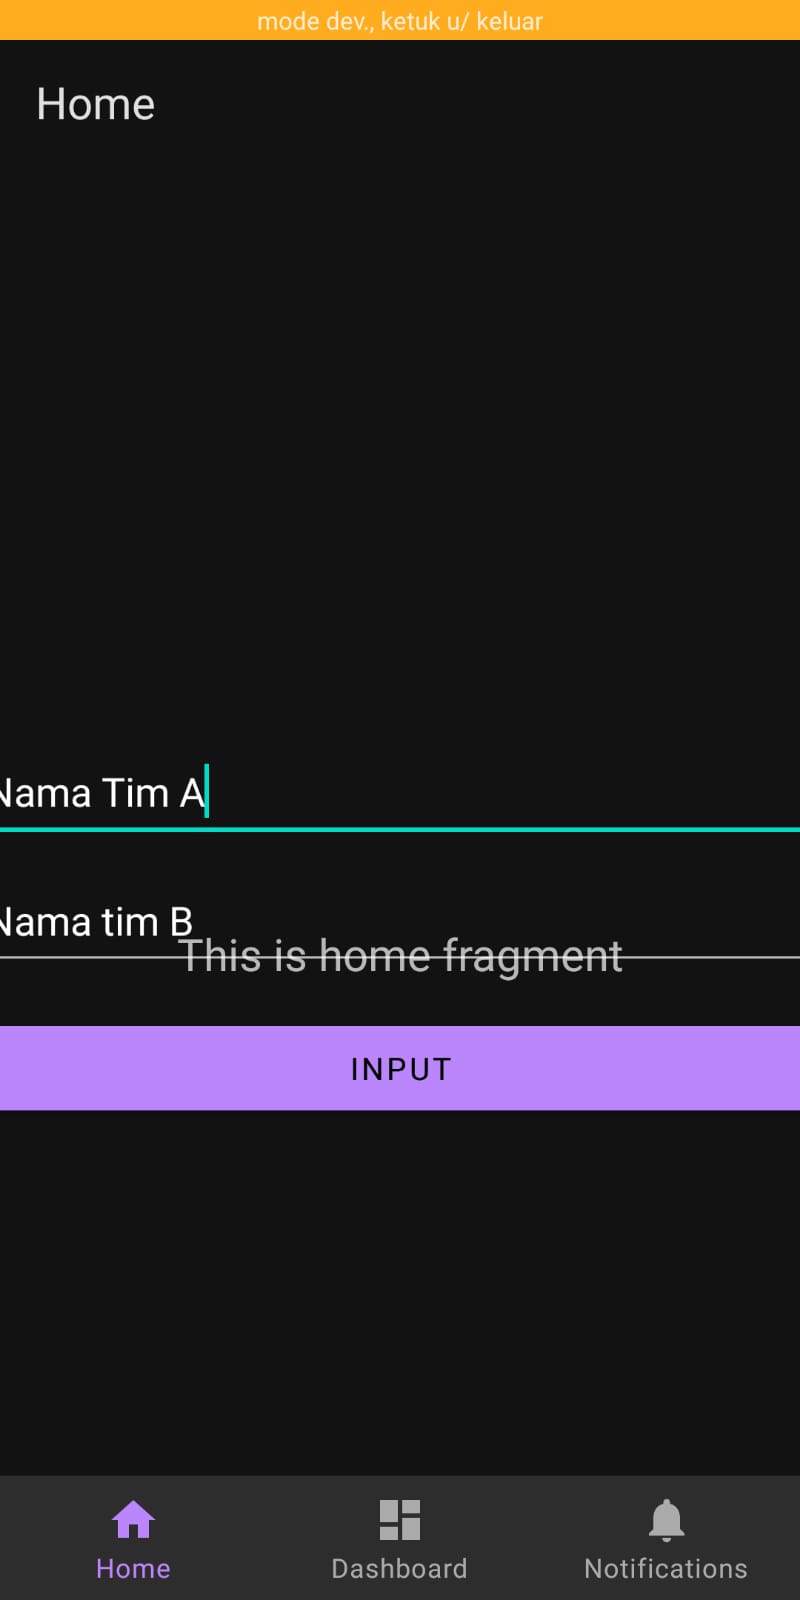 mode dev., ketuk u/ keluar
Home
Nama Tim A
Nama tim B
This is home fragment
INPUT
Home
Dashboard
Notifications